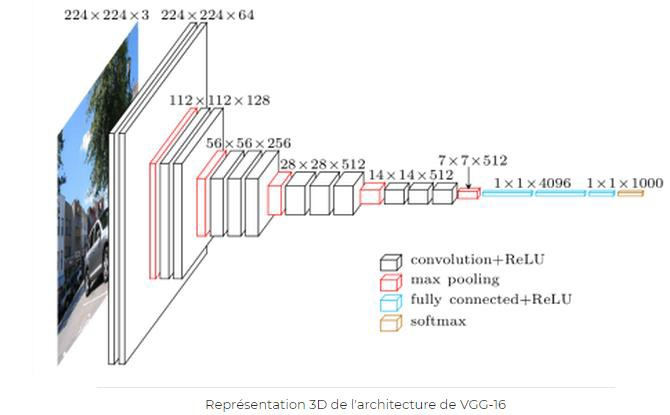 224×224×3
224×224×64
112×112×128
56×56×256
28×28×512
14×14×512
7×7×512
1×1×4096
1×1×1000
convolution+ReLU
max pooling
fully connected+ReLU
softmax
Représentation 3D de l'architecture de VGG-16